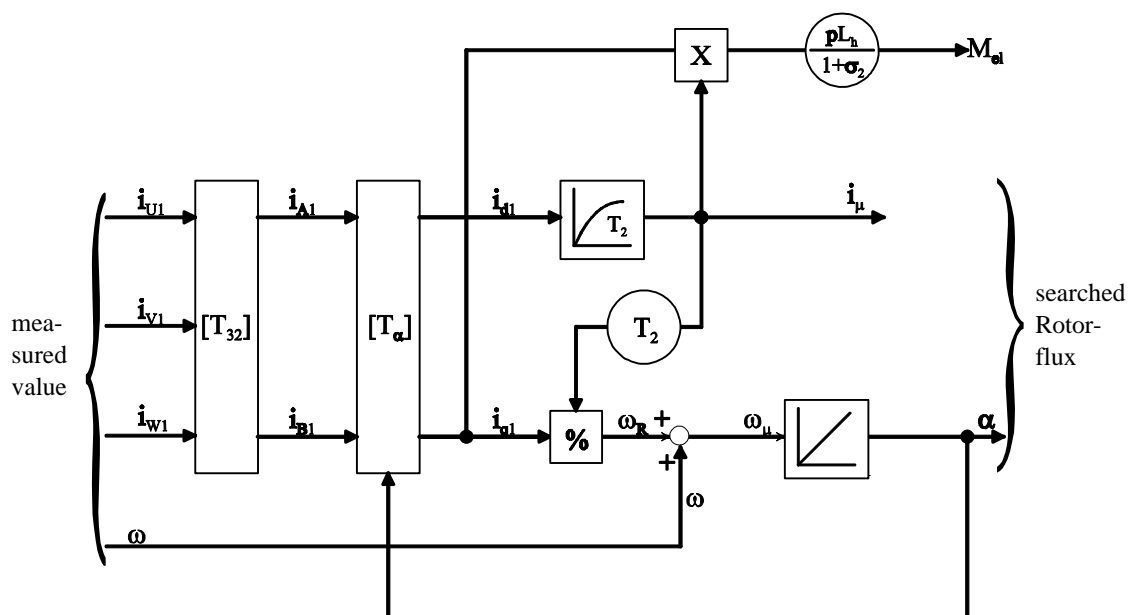 pL_h
X
M_el
1+σ_2
i_U1
i_A1
i_d1
i_μ
T_2
mea-
sured
value
i_V1
[T_32]
[T_α]
T_2
searched
Rotor-
flux
i_W1
i_B1
i_q1
%
ω_R
+
ω_μ
α
+
ω
ω